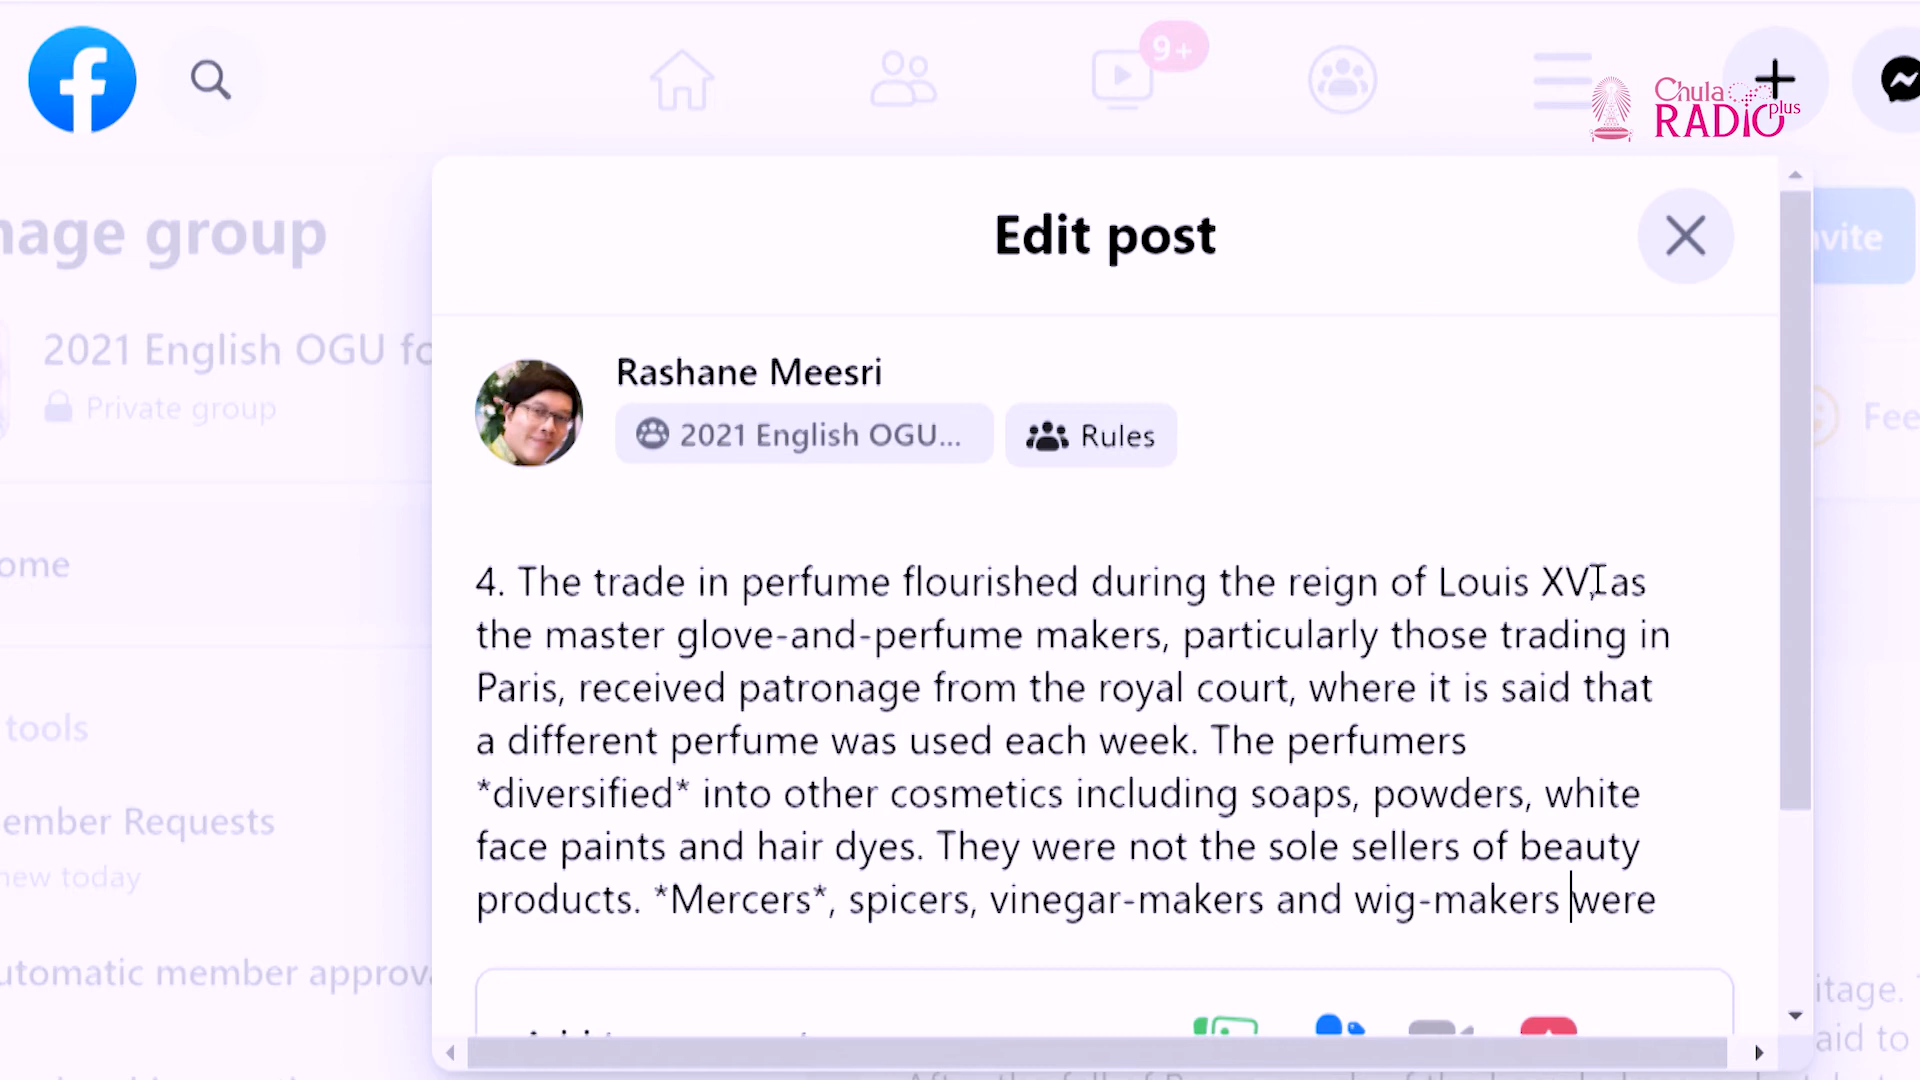 9+
Chula
RADiO plus
nage group
Edit post
nvite
2021 English OGU fo
Private group
Rashane Meesri
2021 English OGU...
Rules
Fee
ome
4. The trade in perfume flourished during the reign of Louis XV, as
the master glove-and-perfume makers, particularly those trading in
Paris, received patronage from the royal court, where it is said that
a different perfume was used each week. The perfumers
*diversified* into other cosmetics including soaps, powders, white
face paints and hair dyes. They were not the sole sellers of beauty
products. *Mercers*, spicers, vinegar-makers and wig-makers were
tools
ember Requests
new today
utomatic member approva
itage.
aid to